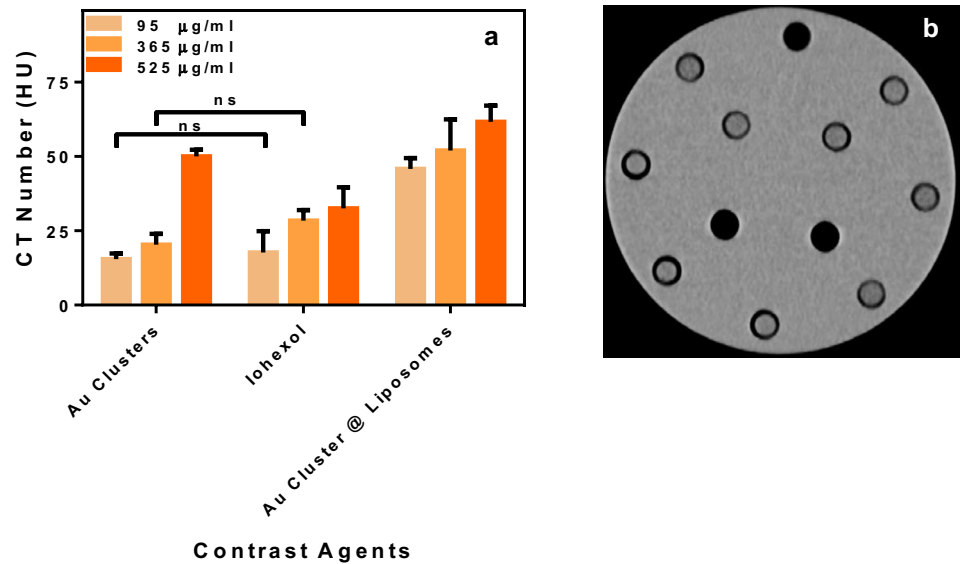 95 μg/ml
365 μg/ml
525 μg/ml
a
b
ns
ns
CT Number (HU)
75
50
25
0
Au Clusters
Iohexol
Au Cluster @ Liposomes
Contrast Agents